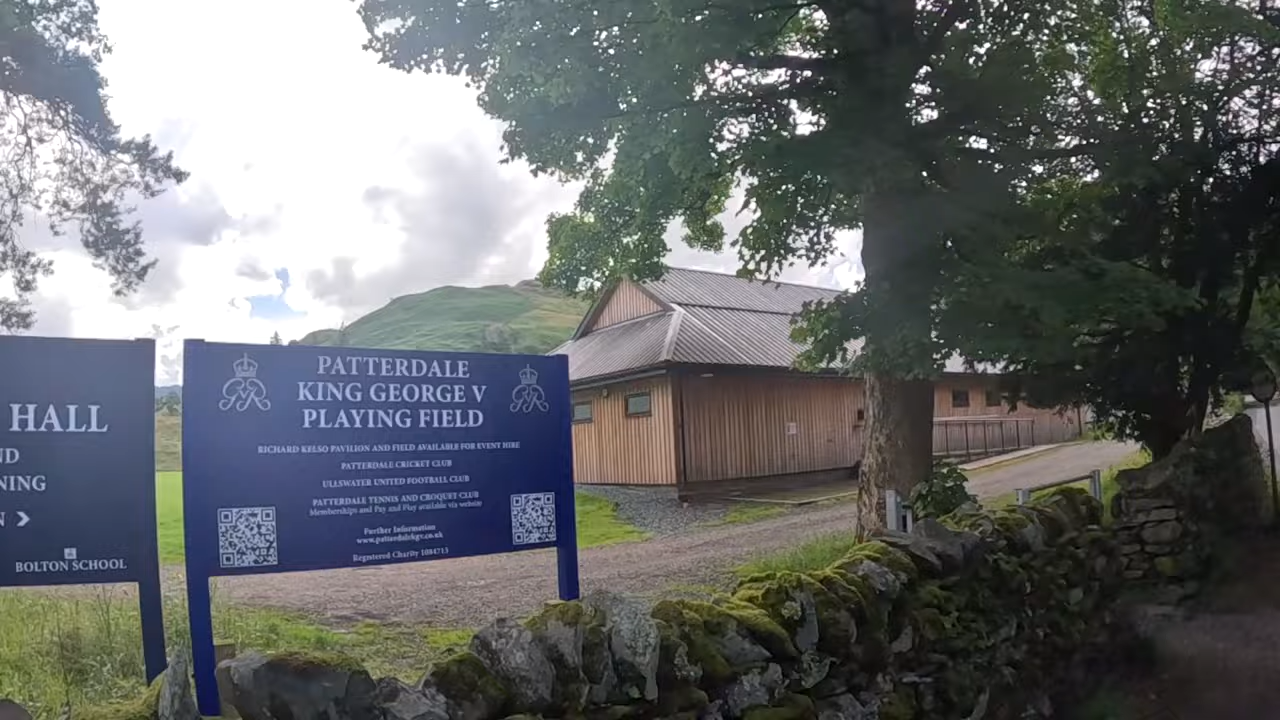 HALL
ND
NING
N
BOLTON SCHOOL
PATTERDALE
KING GEORGE V
PLAYING FIELD
RICHARD KELSO PAVILION AND FIELD AVAILABLE FOR EVENT HIRE
PATTERDALE CRICKET CLUB
ULLSWATER UNITED FOOTBALL CLUB
PATTERDALE TENNIS AND CROQUET CLUB
Memberships and Pay and Play available via website
Further Information
www.patterdalekgv.co.uk
Registered Charity 1084713